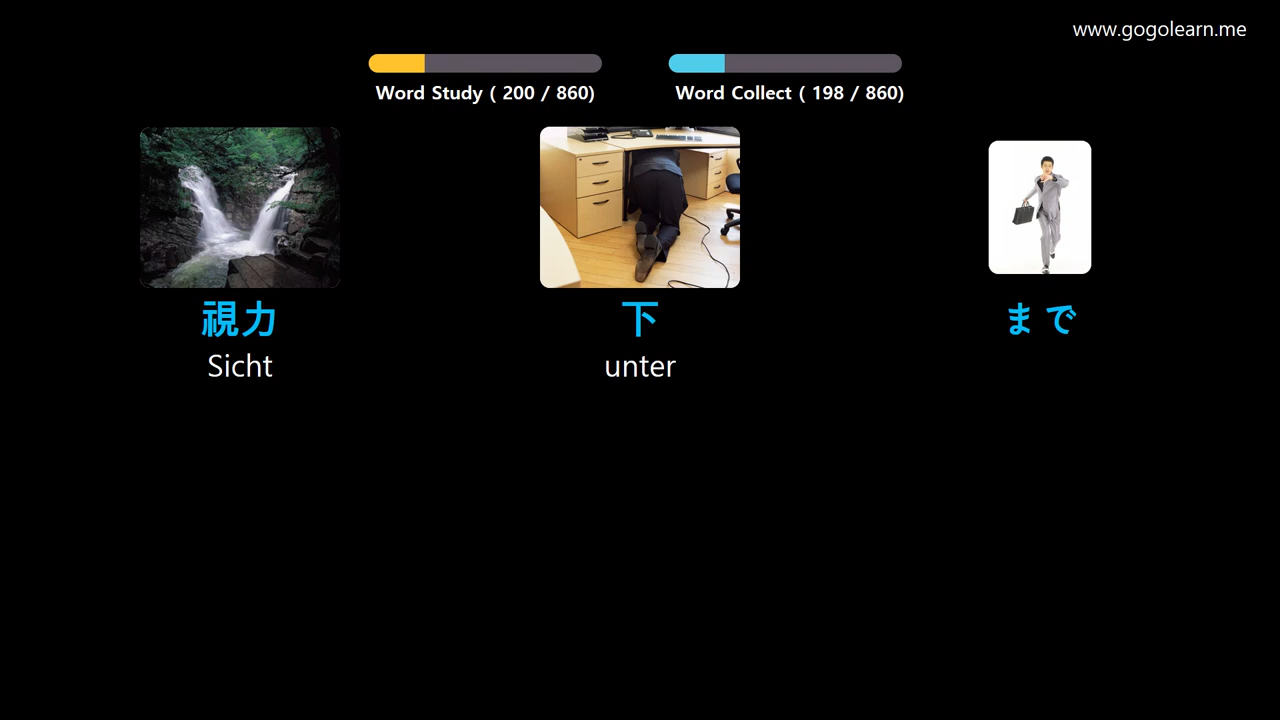 www.gogolearn.me
Word Study ( 200 / 860)
Word Collect ( 198 / 860)
視力
下
まで
Sicht
unter